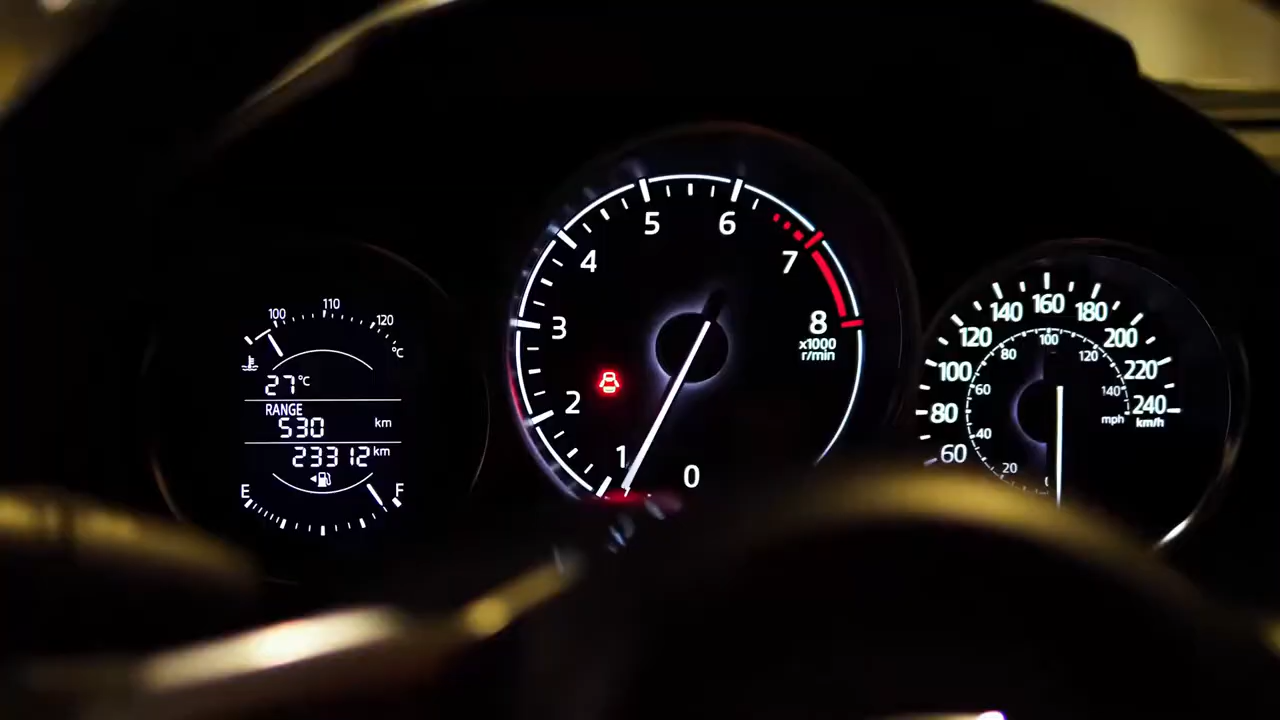 100 110 120
°C
27°C
RANGE
530 km
23312 km
E F
0 1 2 3 4 5 6 7 8
x1000
r/min
60 80 100 120 140 160 180 200 220 240
km/h
0 20 40 60 80 100 120 140
mph